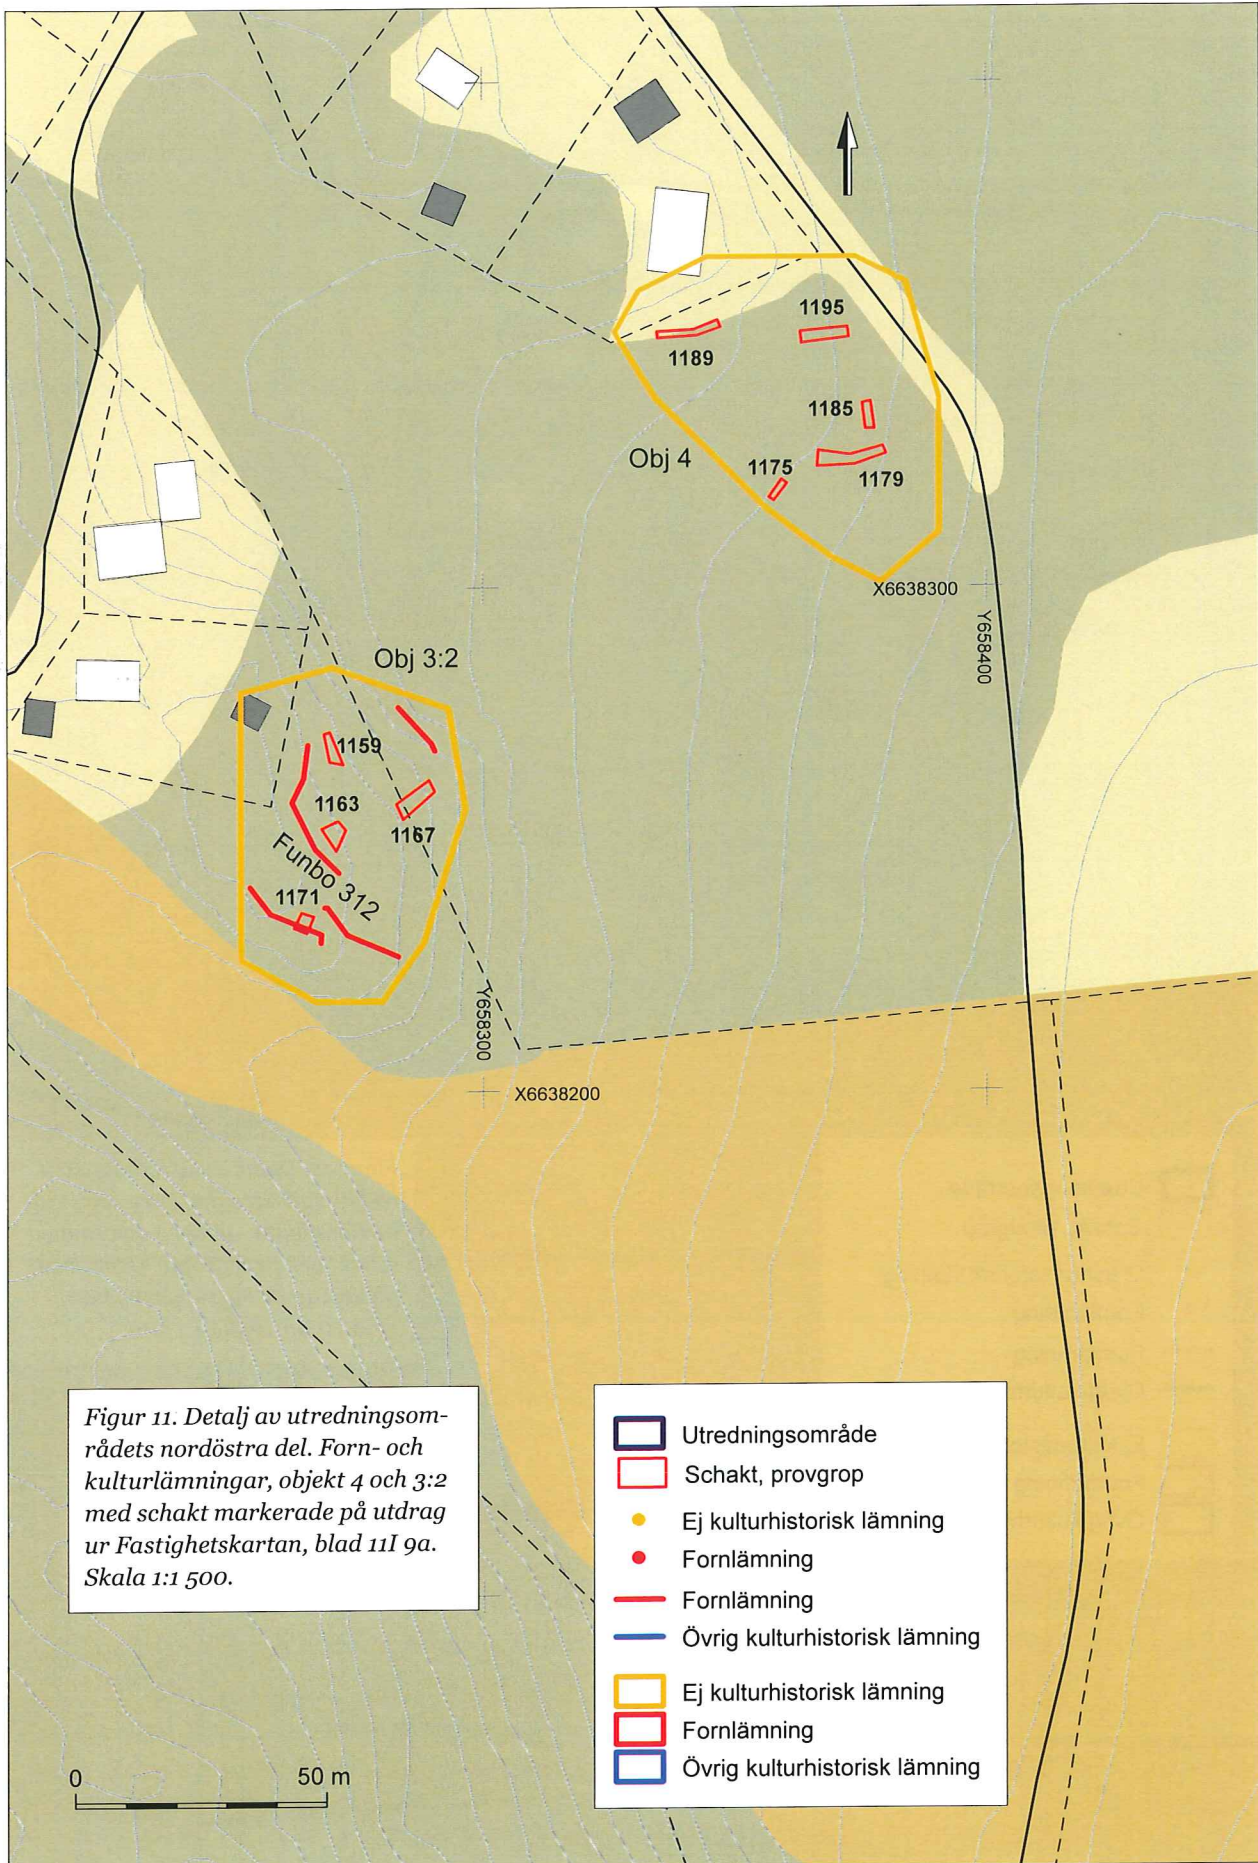 1195
1189
1185
Obj 4
1175
1179
X6638300
Y658400
Obj 3:2
1159
1163
1167
Funbo 312
1171
Y658300
X6638200
Figur 11. Detalj av utredningsom-
rådets nordöstra del. Forn- och
kulturlämningar, objekt 4 och 3:2
med schakt markerade på utdrag
ur Fastighetskartan, blad 11I 9a.
Skala 1:1 500.
Utredningsområde
Schakt, provgrop
Ej kulturhistorisk lämning
Fornlämning
Fornlämning
Övrig kulturhistorisk lämning
Ej kulturhistorisk lämning
Fornlämning
Övrig kulturhistorisk lämning
0 50 m